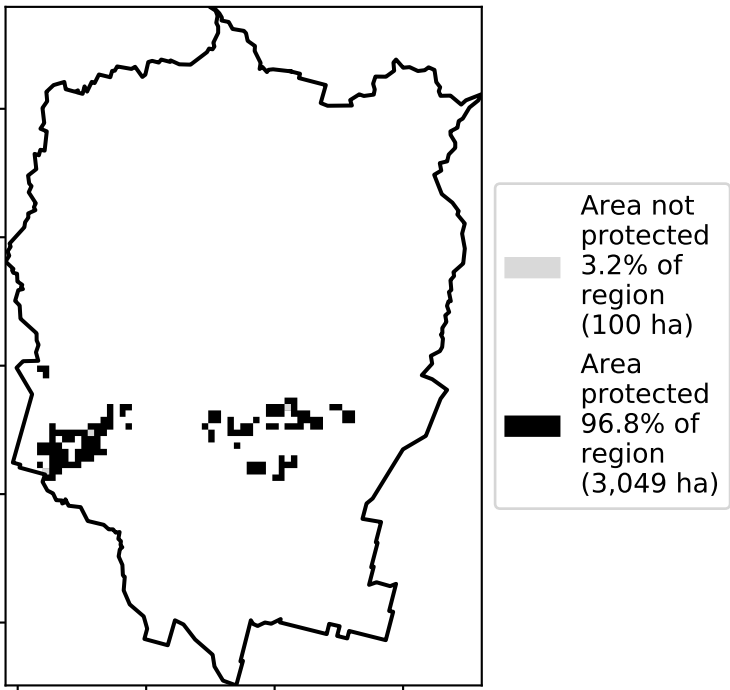 Area not
protected
3.2% of
region
(100 ha)
Area
protected
96.8% of
region
(3,049 ha)